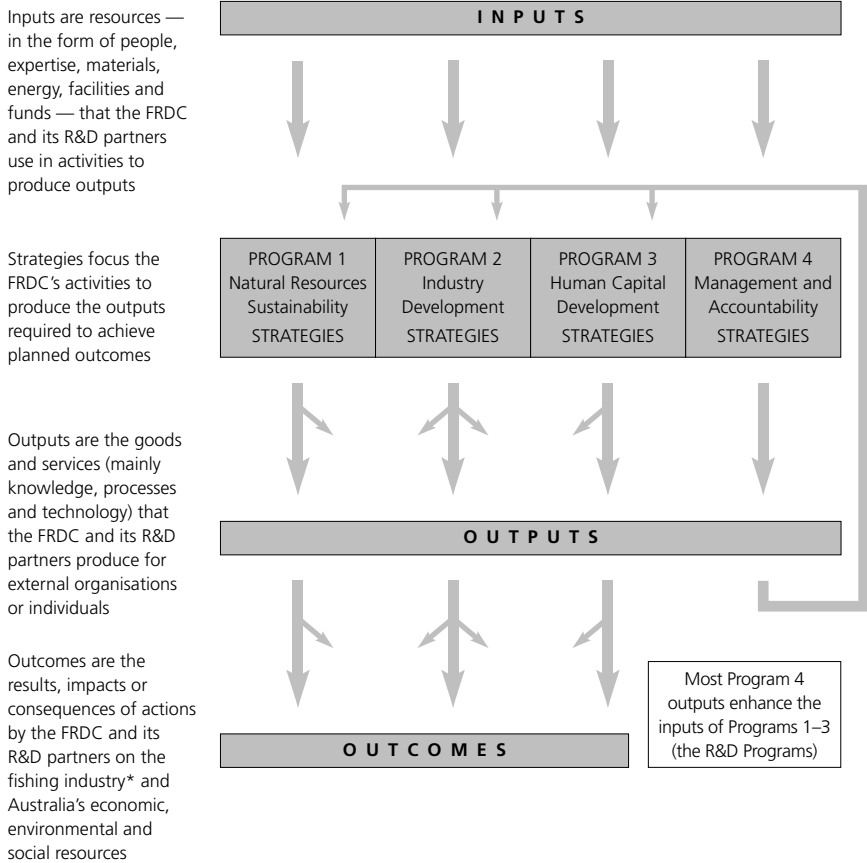 Inputs are resources —
in the form of people,
expertise, materials,
energy, facilities and
funds — that the FRDC
and its R&D partners
use in activities to
produce outputs
INPUTS
Strategies focus the
FRDC’s activities to
produce the outputs
required to achieve
planned outcomes
PROGRAM 1
Natural Resources
Sustainability
STRATEGIES
PROGRAM 2
Industry
Development
STRATEGIES
PROGRAM 3
Human Capital
Development
STRATEGIES
PROGRAM 4
Management and
Accountability
STRATEGIES
Outputs are the goods
and services (mainly
knowledge, processes
and technology) that
the FRDC and its R&D
partners produce for
external organisations
or individuals
OUTPUTS
Outcomes are the
results, impacts or
consequences of actions
by the FRDC and its
R&D partners on the
fishing industry* and
Australia’s economic,
environmental and
social resources
OUTCOMES
Most Program 4
outputs enhance the
inputs of Programs 1–3
(the R&D Programs)